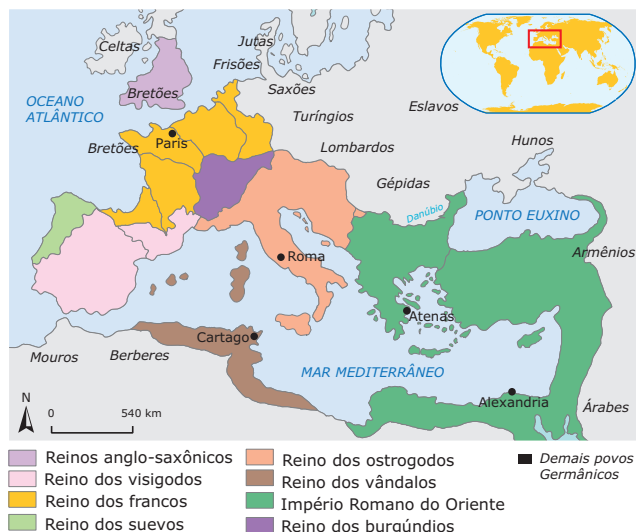 Celtas
Jutas
Frisões
Saxões
Bretões
OCEANO
ATLÂNTICO
Eslavos
Turíngios
Paris
Bretões
Lombardos
Hunos
Gépidas
Danúbio
PONTO EUXINO
Armênios
Roma
Atenas
Cartago
Mouros
Berberes
MAR MEDITERRÂNEO
Alexandria
Árabes
N
0 540 km
Reinos anglo-saxônicos
Reino dos visigodos
Reino dos francos
Reino dos suevos
Reino dos ostrogodos
Reino dos vândalos
Império Romano do Oriente
Reino dos burgúndios
Demais povos
Germânicos